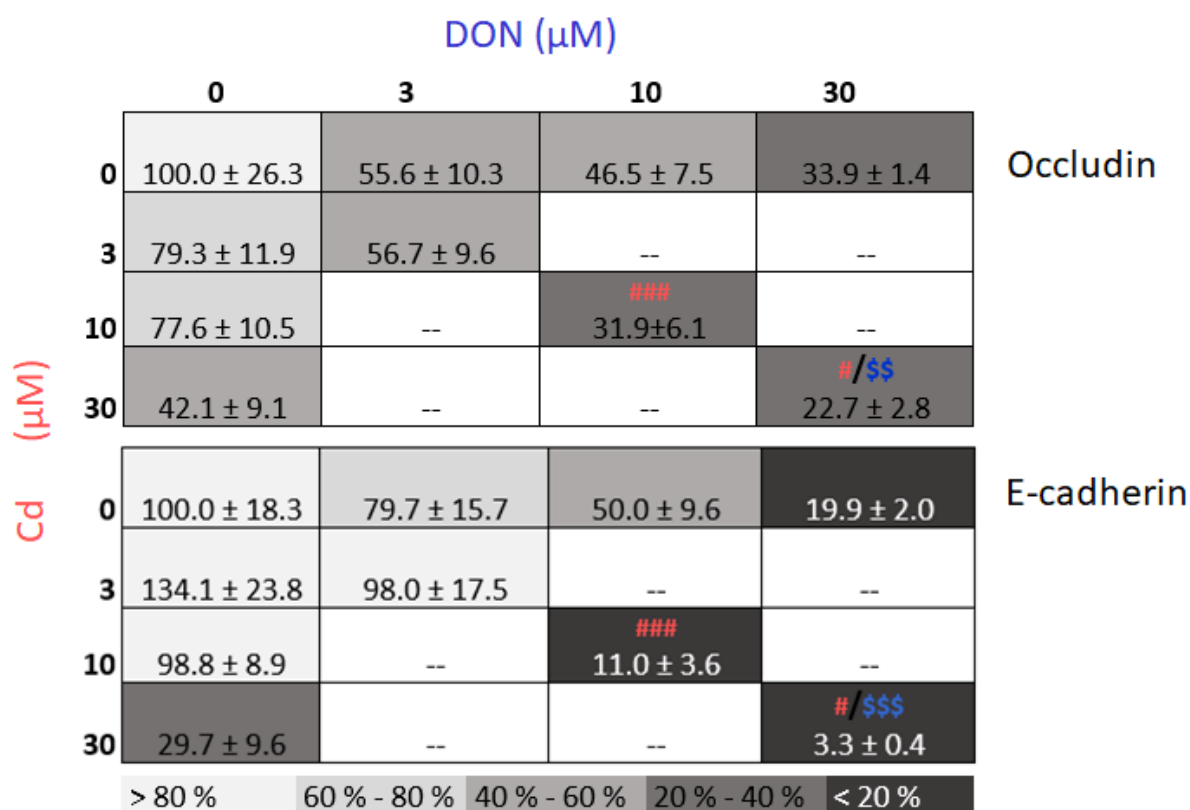 DON (µM)
0 3 10 30
0 100.0 ± 26.3 55.6 ± 10.3 46.5 ± 7.5 33.9 ± 1.4 Occludin
3 79.3 ± 11.9 56.7 ± 9.6 -- --
###
10 77.6 ± 10.5 -- 31.9±6.1 --
#/$$
30 42.1 ± 9.1 -- -- 22.7 ± 2.8
Cd (µM)
0 100.0 ± 18.3 79.7 ± 15.7 50.0 ± 9.6 19.9 ± 2.0 E-cadherin
3 134.1 ± 23.8 98.0 ± 17.5 -- --
###
10 98.8 ± 8.9 -- 11.0 ± 3.6 --
#/$$$
30 29.7 ± 9.6 -- -- 3.3 ± 0.4
> 80 % 60 % - 80 % 40 % - 60 % 20 % - 40 % < 20 %